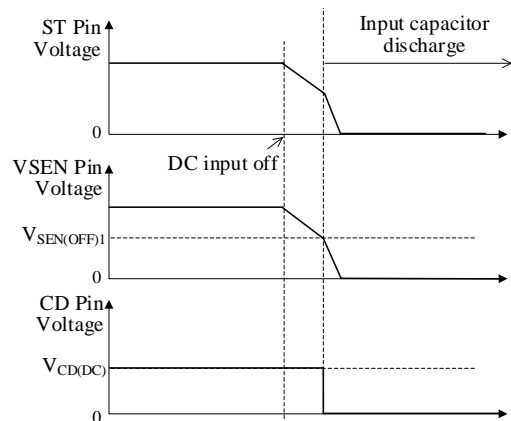 ST Pin
Voltage
Input capacitor
discharge
0
DC input off
VSEN Pin
Voltage
VSEN(OFF)1
0
CD Pin
Voltage
VCD(DC)
0